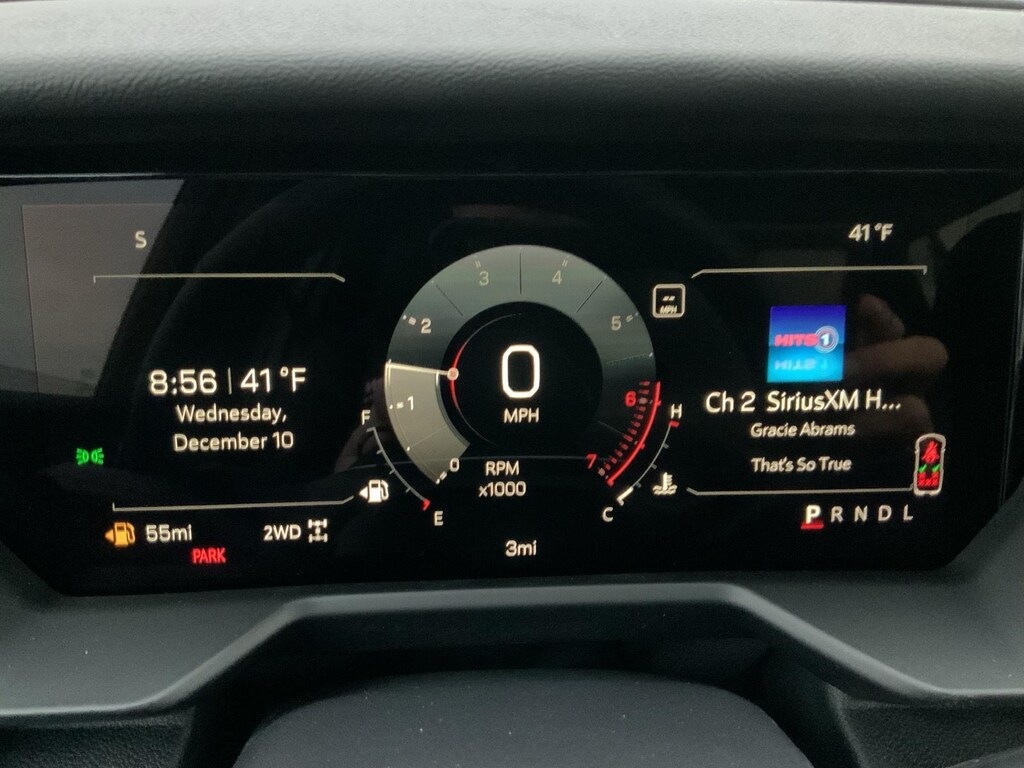 S
41°F
8:56 | 41°F
Wednesday,
December 10
3
4
2
5
1
6
0
7
0
MPH
RPM
x1000
-- MPH
F
E
H
C
HITS 1
Ch 2 SiriusXM H...
Gracie Abrams
That's So True
55mi
2WD
PARK
3mi
P R N D L